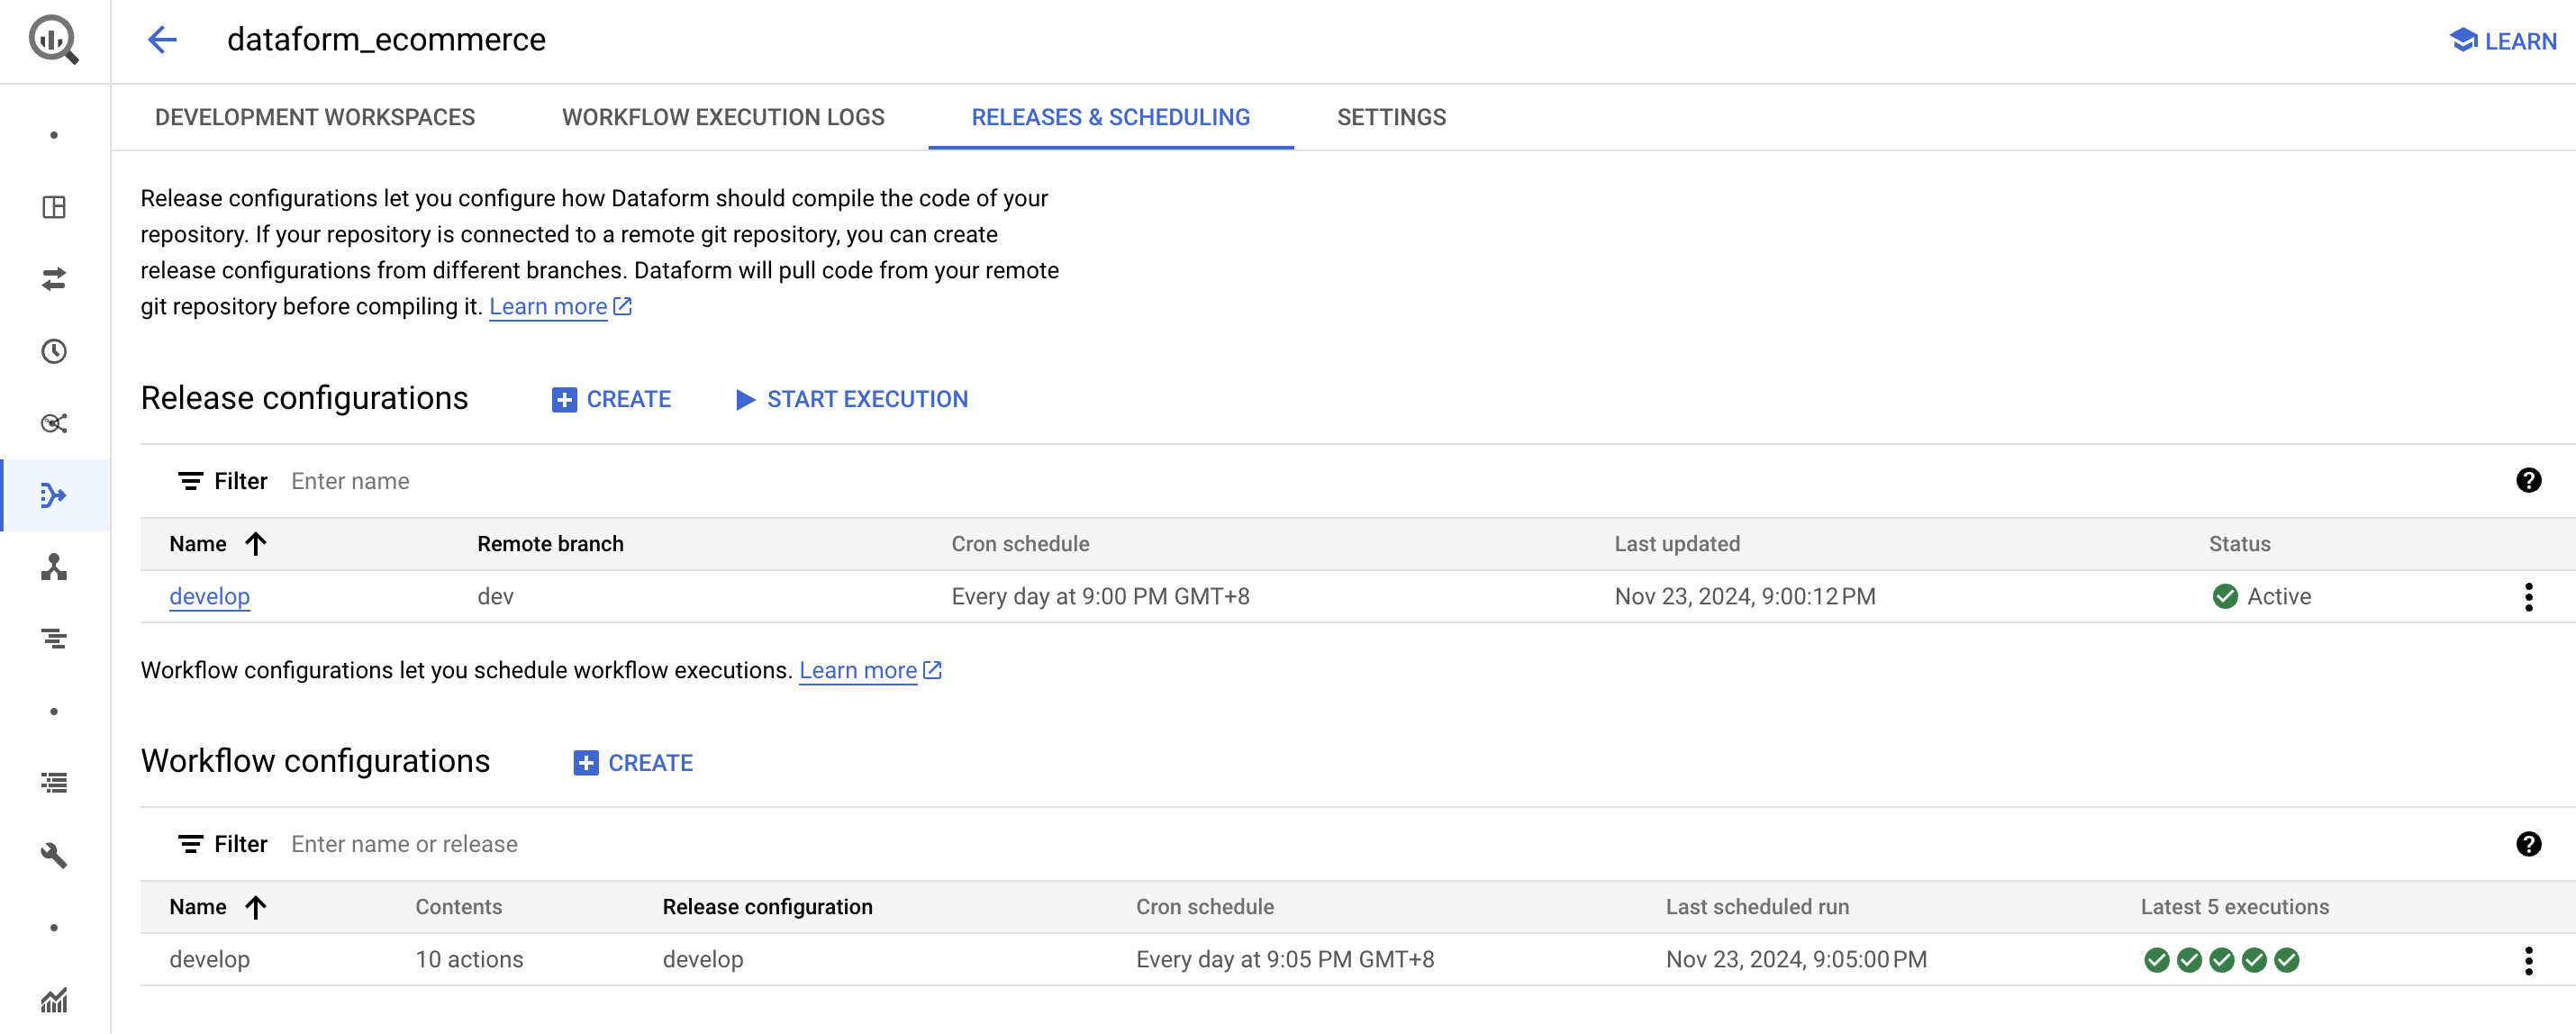 dataform_ecommerce
LEARN
DEVELOPMENT WORKSPACES WORKFLOW EXECUTION LOGS RELEASES & SCHEDULING SETTINGS
Release configurations let you configure how Dataform should compile the code of your
repository. If your repository is connected to a remote git repository, you can create
release configurations from different branches. Dataform will pull code from your remote
git repository before compiling it. Learn more
Release configurations CREATE START EXECUTION
Filter Enter name
Name Remote branch Cron schedule Last updated Status
develop dev Every day at 9:00 PM GMT+8 Nov 23, 2024, 9:00:12 PM Active
Workflow configurations let you schedule workflow executions. Learn more
Workflow configurations CREATE
Filter Enter name or release
Name Contents Release configuration Cron schedule Last scheduled run Latest 5 executions
develop 10 actions develop Every day at 9:05 PM GMT+8 Nov 23, 2024, 9:05:00 PM